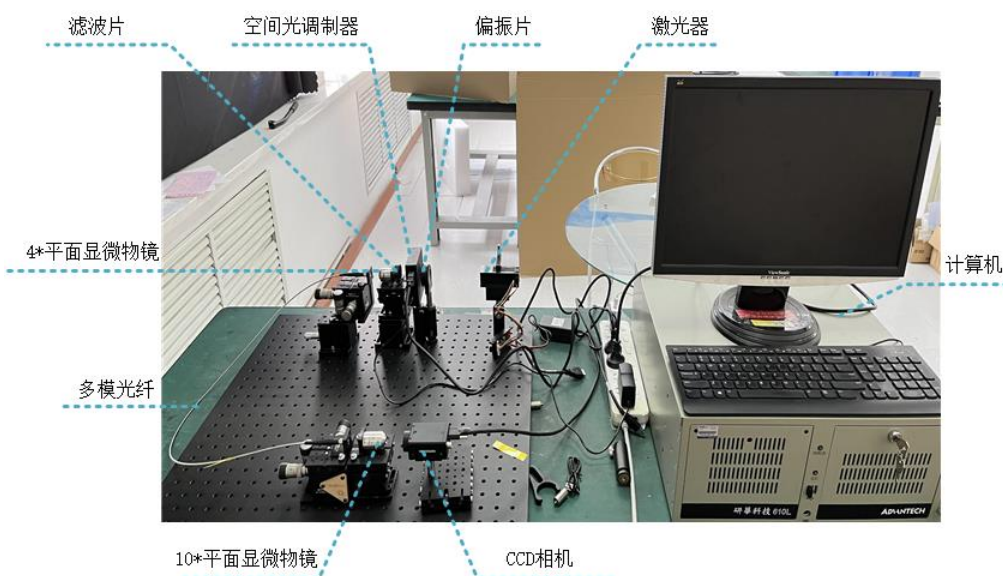 滤波片
空间光调制器
偏振片
激光器
4*平面显微物镜
计算机
多模光纤
10*平面显微物镜
CCD相机
ViewSonic
研华科技 610L
ADVANTECH